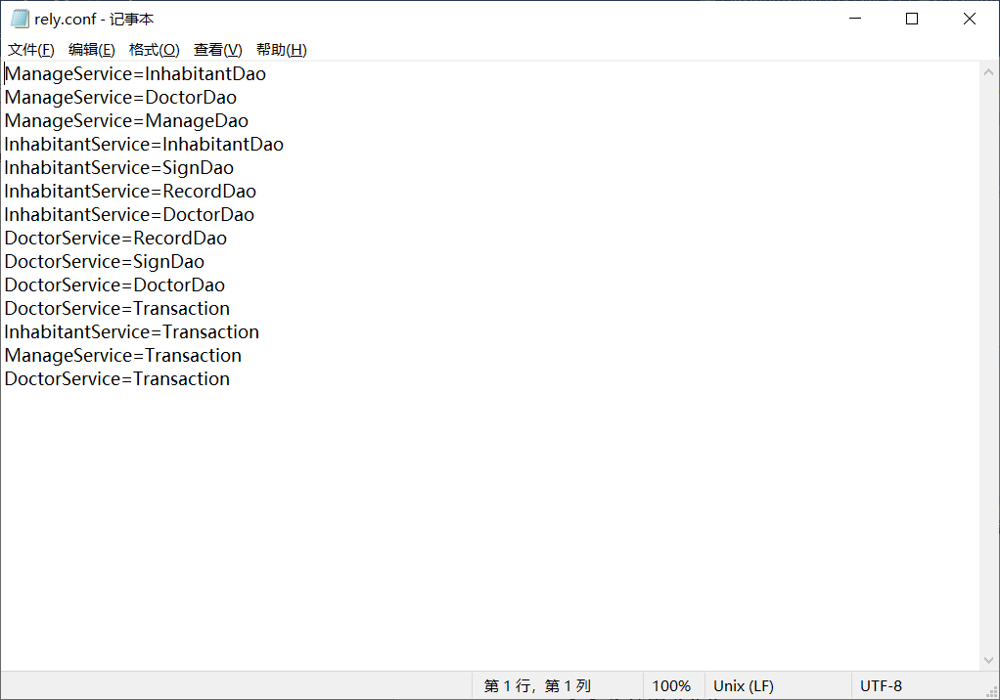 rely.conf - 记事本
文件(F) 编辑(E) 格式(O) 查看(V) 帮助(H)
ManageService=InhabitantDao
ManageService=DoctorDao
ManageService=ManageDao
InhabitantService=InhabitantDao
InhabitantService=SignDao
InhabitantService=RecordDao
InhabitantService=DoctorDao
DoctorService=RecordDao
DoctorService=SignDao
DoctorService=DoctorDao
DoctorService=Transaction
InhabitantService=Transaction
ManageService=Transaction
DoctorService=Transaction
第 1 行，第 1 列 100% Unix (LF) UTF-8